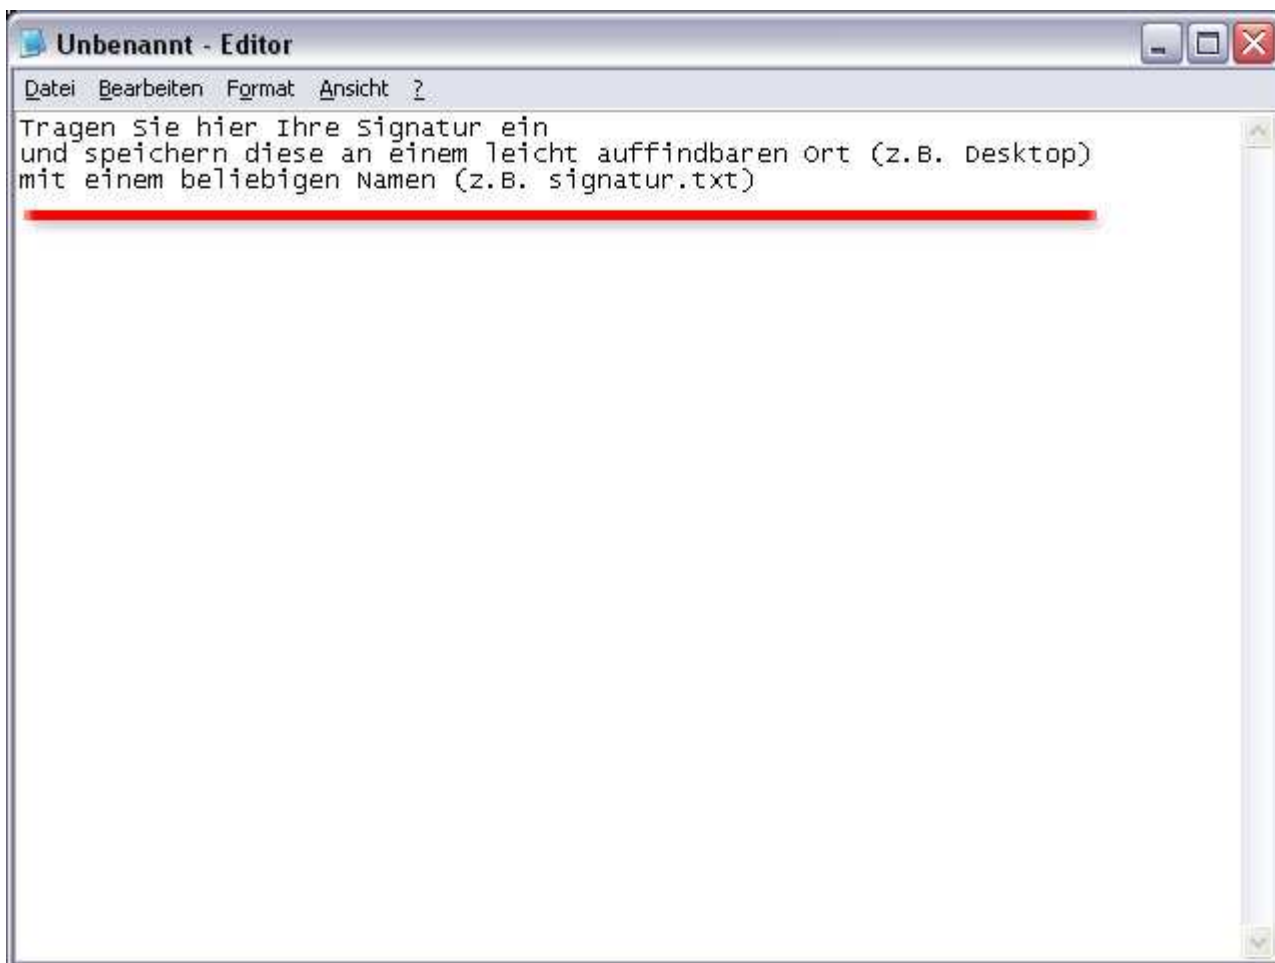 Unbenannt - Editor
Datei Bearbeiten Format Ansicht ?
Tragen Sie hier Ihre Signatur ein
und speichern diese an einem leicht auffindbaren Ort (z.B. Desktop)
mit einem beliebigen Namen (z.B. signatur.txt)